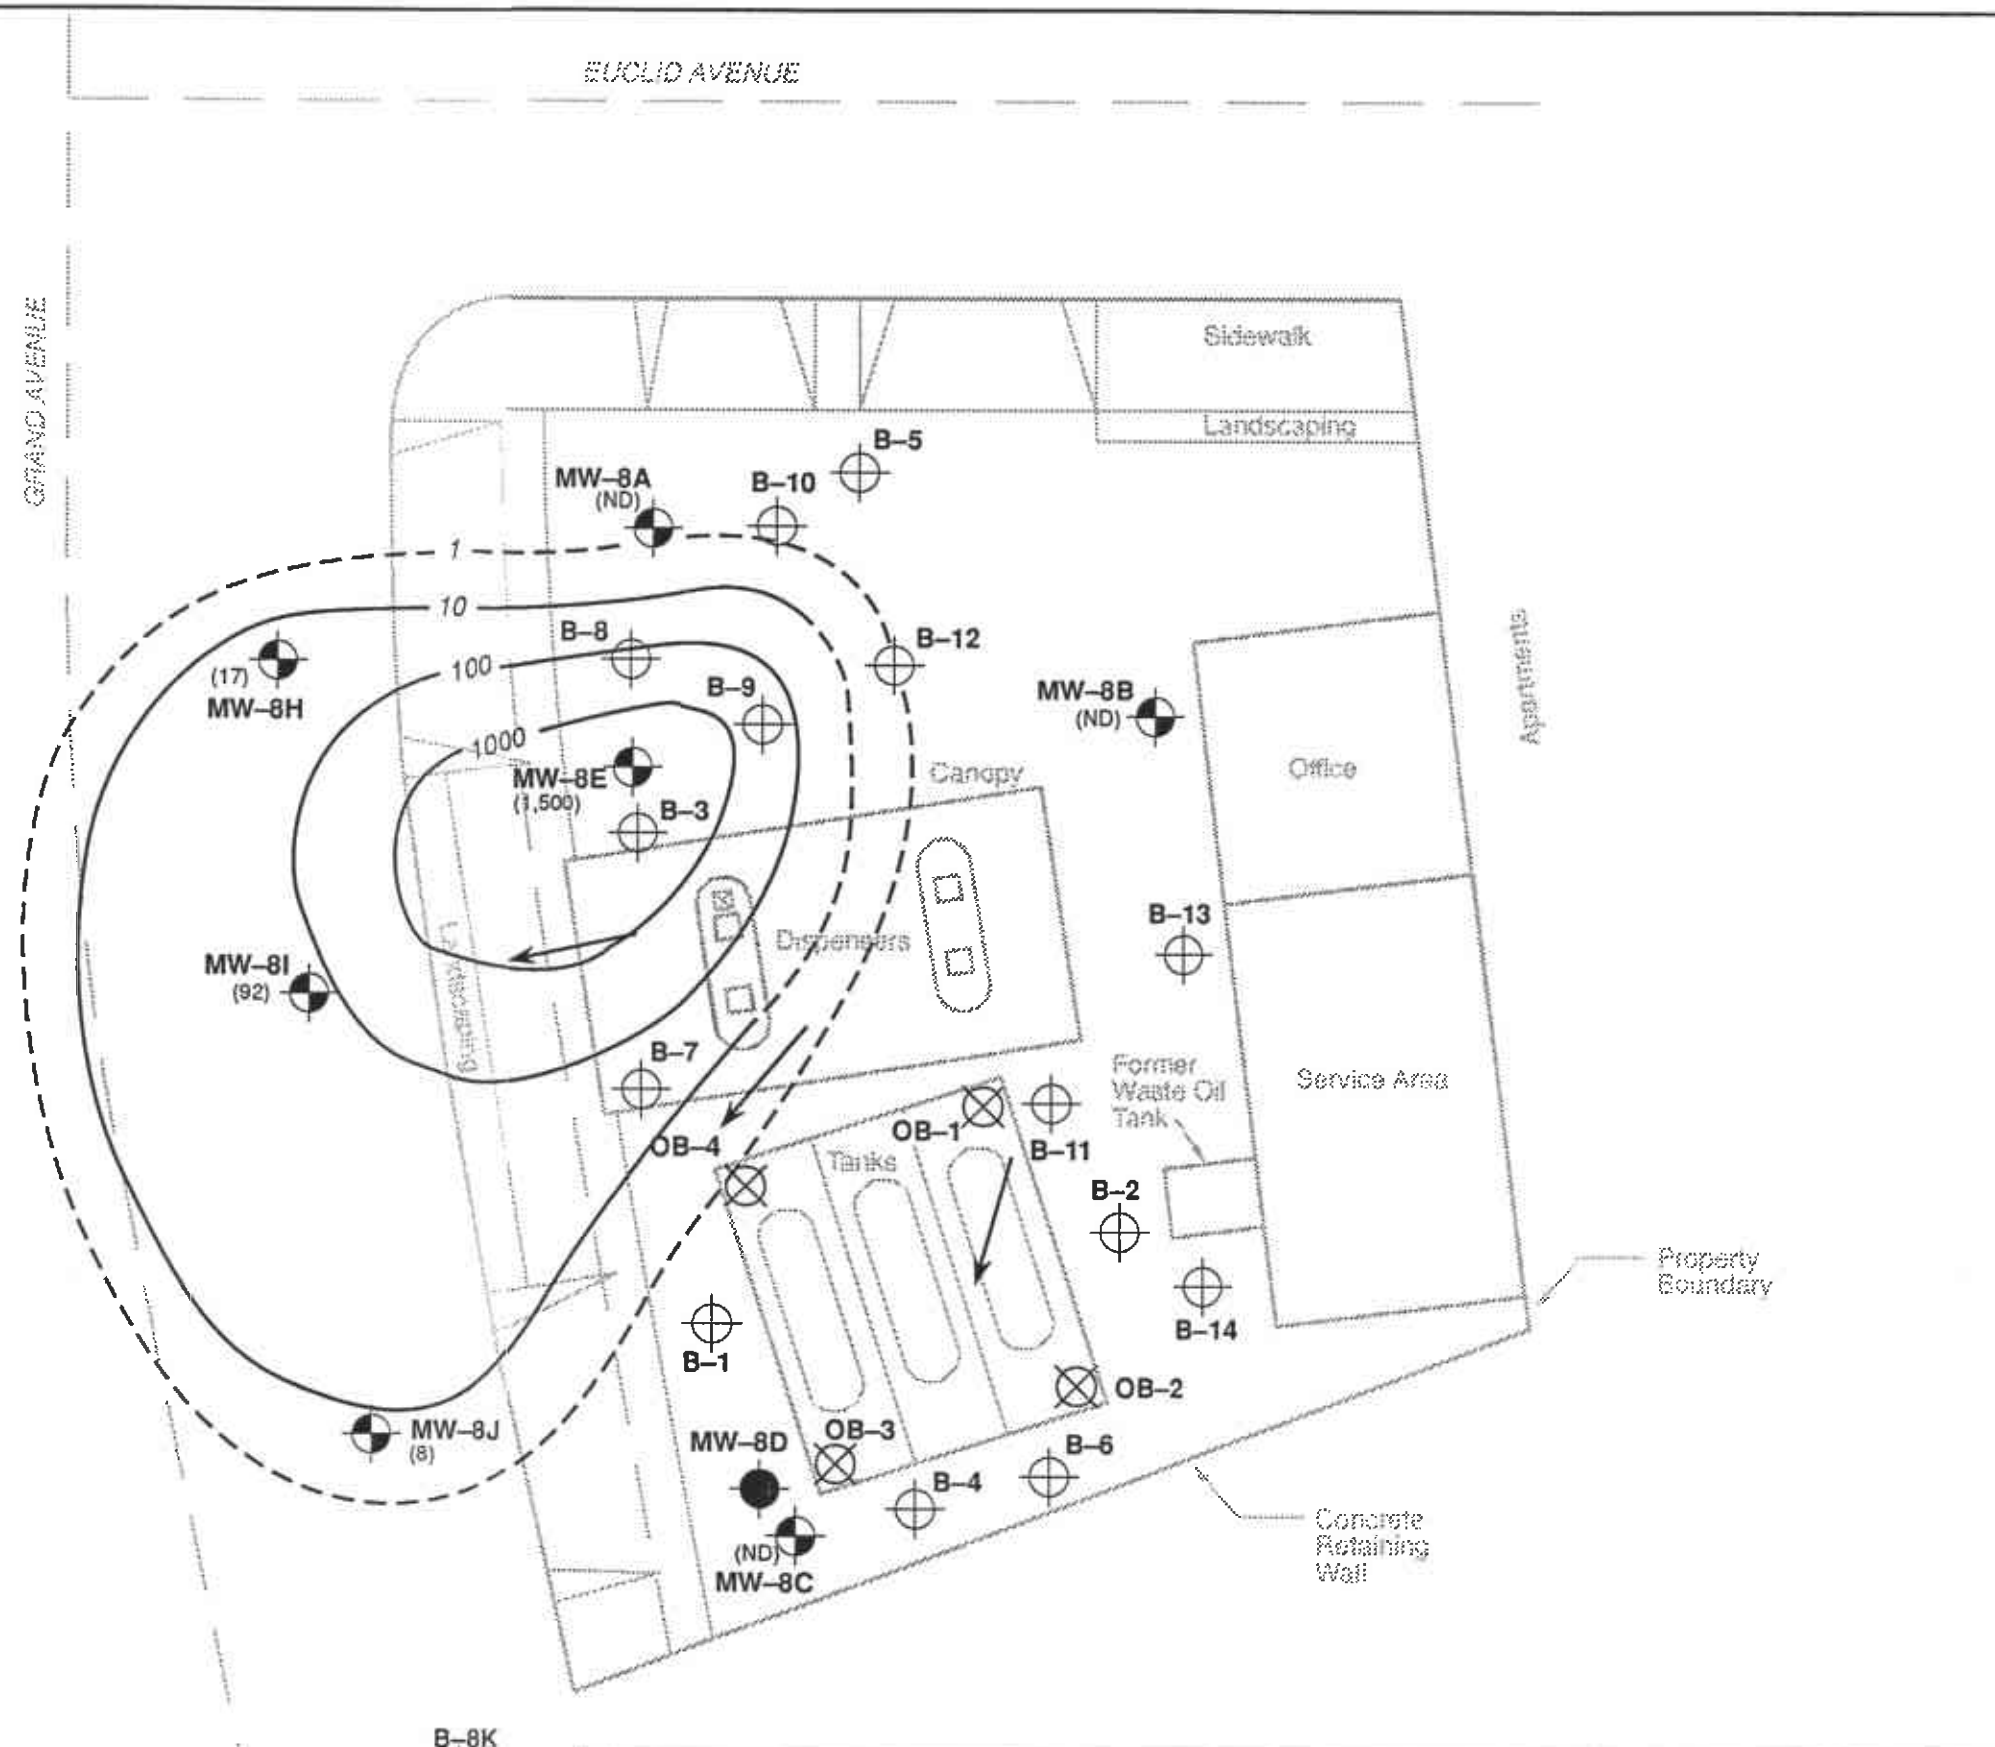 EUCLID AVENUE
GRAND AVENUE
Sidewalk
Landscaping
B–5
MW–8A
(ND)
B–10
1
10
B–8
100
B–12
(17)
MW–8H
B–9
MW–8B
(ND)
Apartments
1000
MW–8E
(1,500)
Canopy
Office
B–3
B–13
Dispensers
Landscaping
MW–8I
(92)
B–7
Former
Waste Oil
Tank
Service Area
OB–4
OB–1
B–11
Tanks
B–2
Property
Boundary
B–1
B–14
OB–2
MW–8J
(8)
OB–3
MW–8D
B–6
B–4
Concrete
Retaining
Wall
(ND)
MW–8C
B–8K